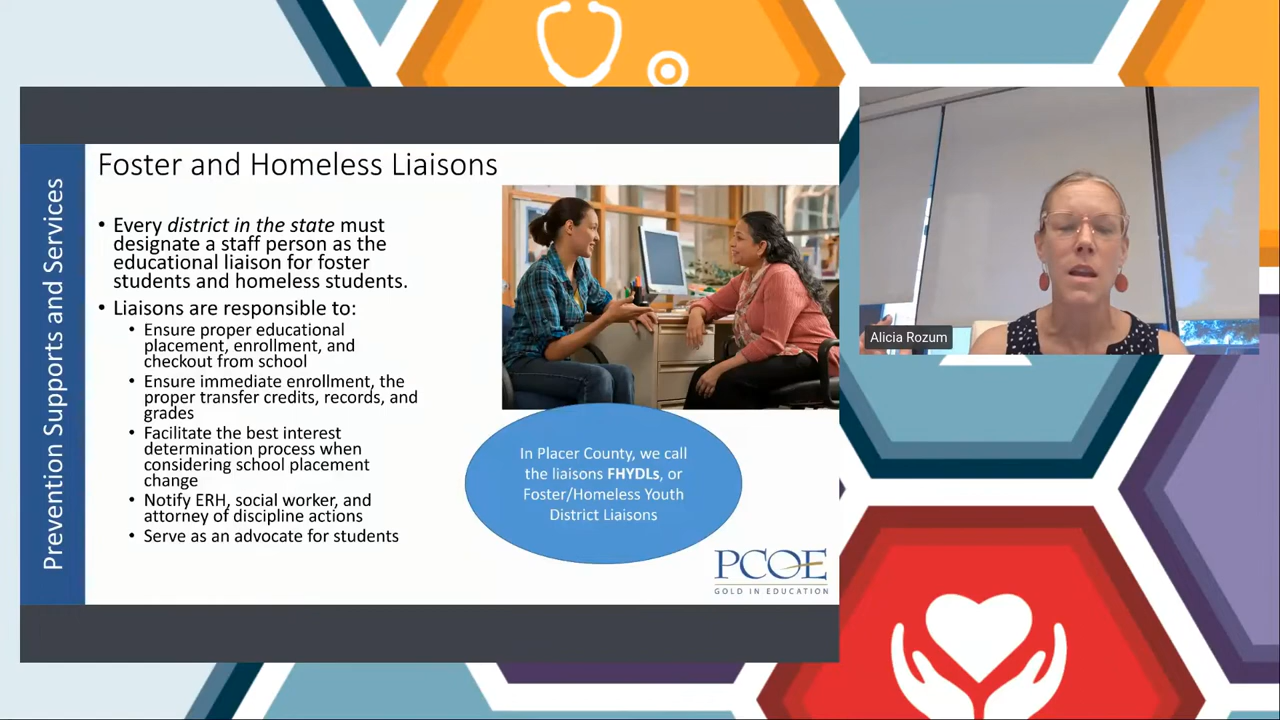 Prevention Supports and Services
Foster and Homeless Liaisons
• Every district in the state must
designate a staff person as the
educational liaison for foster
students and homeless students.
• Liaisons are responsible to:
• Ensure proper educational
placement, enrollment, and
checkout from school
• Ensure immediate enrollment, the
proper transfer credits, records, and
grades
• Facilitate the best interest
determination process when
considering school placement
change
• Notify ERH, social worker, and
attorney of discipline actions
• Serve as an advocate for students
In Placer County, we call
the liaisons FHYDLs, or
Foster/Homeless Youth
District Liaisons
PCOE
GOLD IN EDUCATION
Alicia Rozum